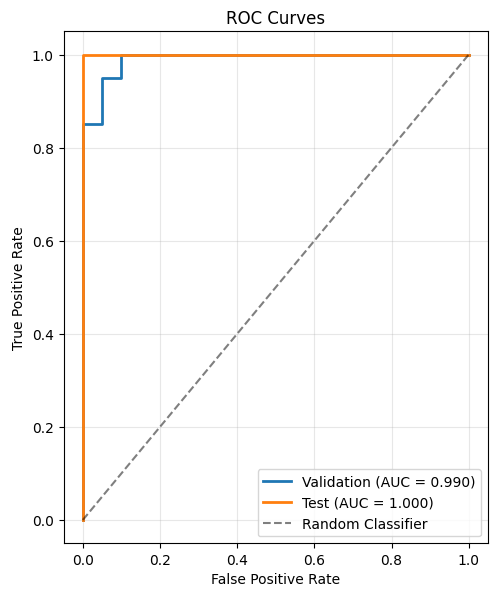 ROC Curves
True Positive Rate
1.0
0.8
0.6
0.4
0.2
0.0
0.0 0.2 0.4 0.6 0.8 1.0
False Positive Rate
Validation (AUC = 0.990)
Test (AUC = 1.000)
Random Classifier